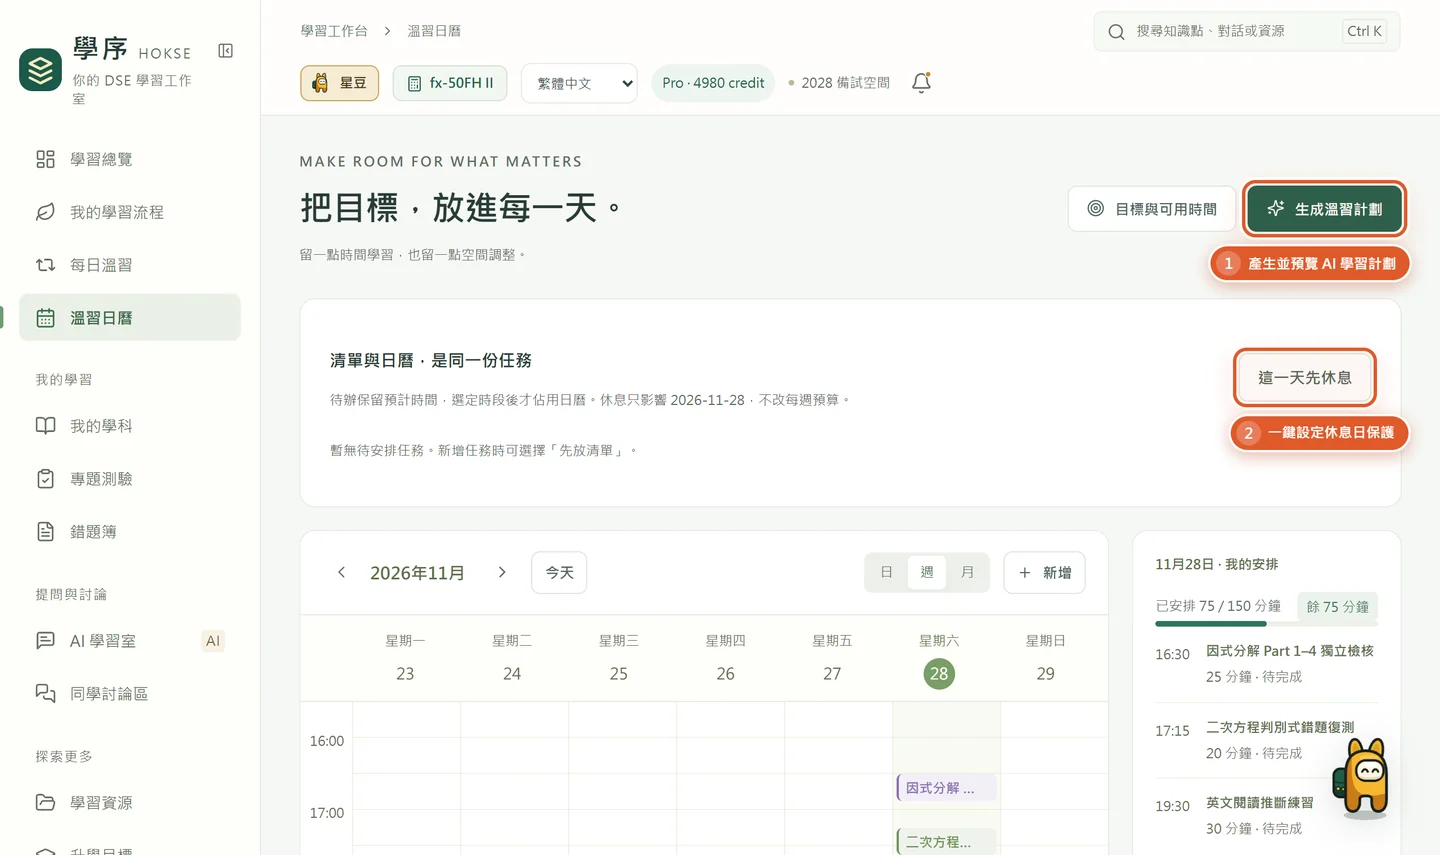 學序 HOKSE
你的 DSE 學習工作
室
學習總覽
我的學習流程
每日溫習
溫習日曆
我的學習
我的學科
專題測驗
錯題簿
提問與討論
AI 學習室 AI
同學討論區
探索更多
學習資源
升學目標
學習工作台 > 溫習日曆
搜尋知識點、對話或資源 Ctrl K
星豆 fx-50FH II 繁體中文 Pro · 4980 credit 2028 備試空間
MAKE ROOM FOR WHAT MATTERS
把目標，放進每一天。
留一點時間學習，也留一點空間調整。
目標與可用時間
生成溫習計劃
1 產生並預覽 AI 學習計劃
清單與日曆，是同一份任務
待辦保留預計時間，選定時段後才佔用日曆。休息只影響 2026-11-28，不改每週預算。
暫無待安排任務。新增任務時可選擇「先放清單」。
這一天先休息
2 一鍵設定休息日保護
2026年11月 今天 日 週 月 + 新增
星期一 星期二 星期三 星期四 星期五 星期六 星期日
23 24 25 26 27 28 29
16:00
因式分解 ...
17:00
二次方程...
11月28日 · 我的安排
已安排 75 / 150 分鐘 餘 75 分鐘
16:30 因式分解 Part 1–4 獨立檢核
25 分鐘 · 待完成
17:15 二次方程判別式錯題復測
20 分鐘 · 待完成
19:30 英文閱讀推斷練習
30 分鐘 · 待完成